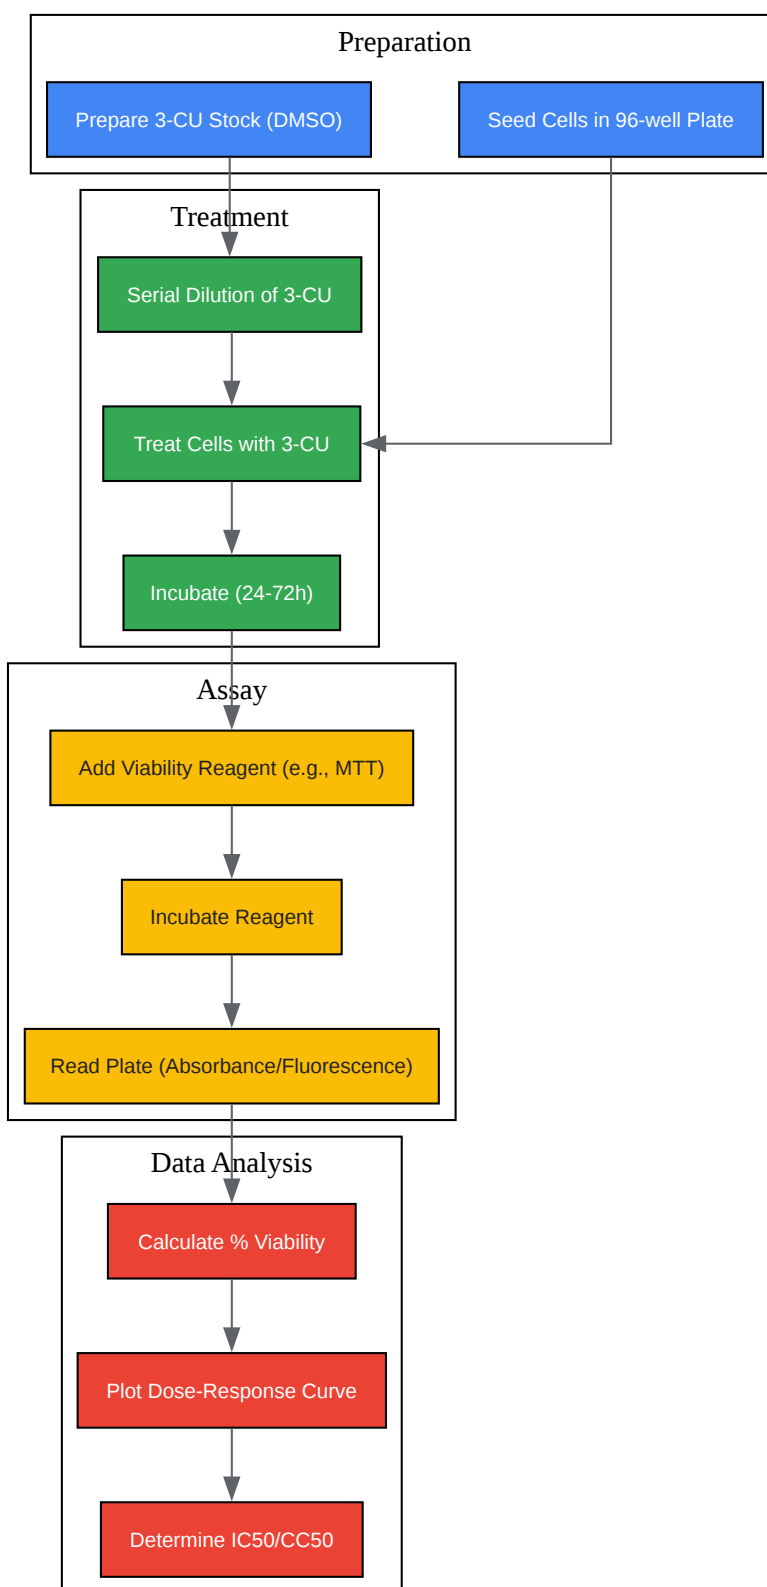 Preparation
Prepare 3-CU Stock (DMSO)
Seed Cells in 96-well Plate
Treatment
Serial Dilution of 3-CU
Treat Cells with 3-CU
Incubate (24-72h)
Assay
Add Viability Reagent (e.g., MTT)
Incubate Reagent
Read Plate (Absorbance/Fluorescence)
Data Analysis
Calculate % Viability
Plot Dose-Response Curve
Determine IC50/CC50